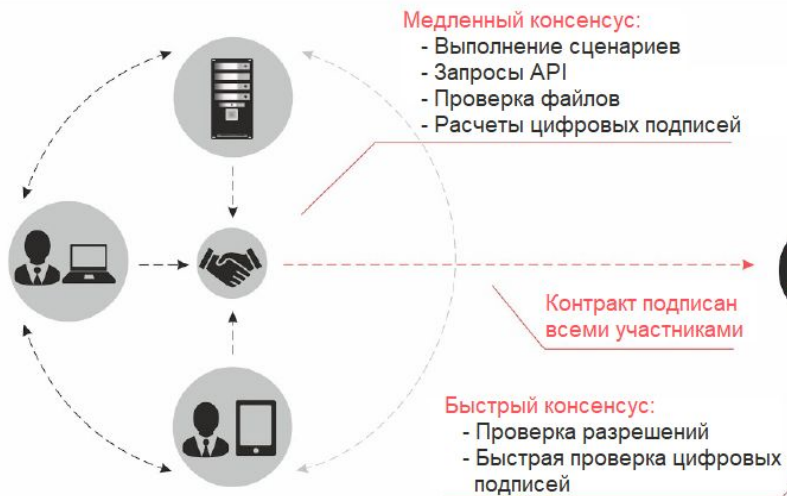 Медленный консенсус:
- Выполнение сценариев
- Запросы API
- Проверка файлов
- Расчеты цифровых подписей
Контракт подписан
всеми участниками
Быстрый консенсус:
- Проверка разрешений
- Быстрая проверка цифровых
подписей